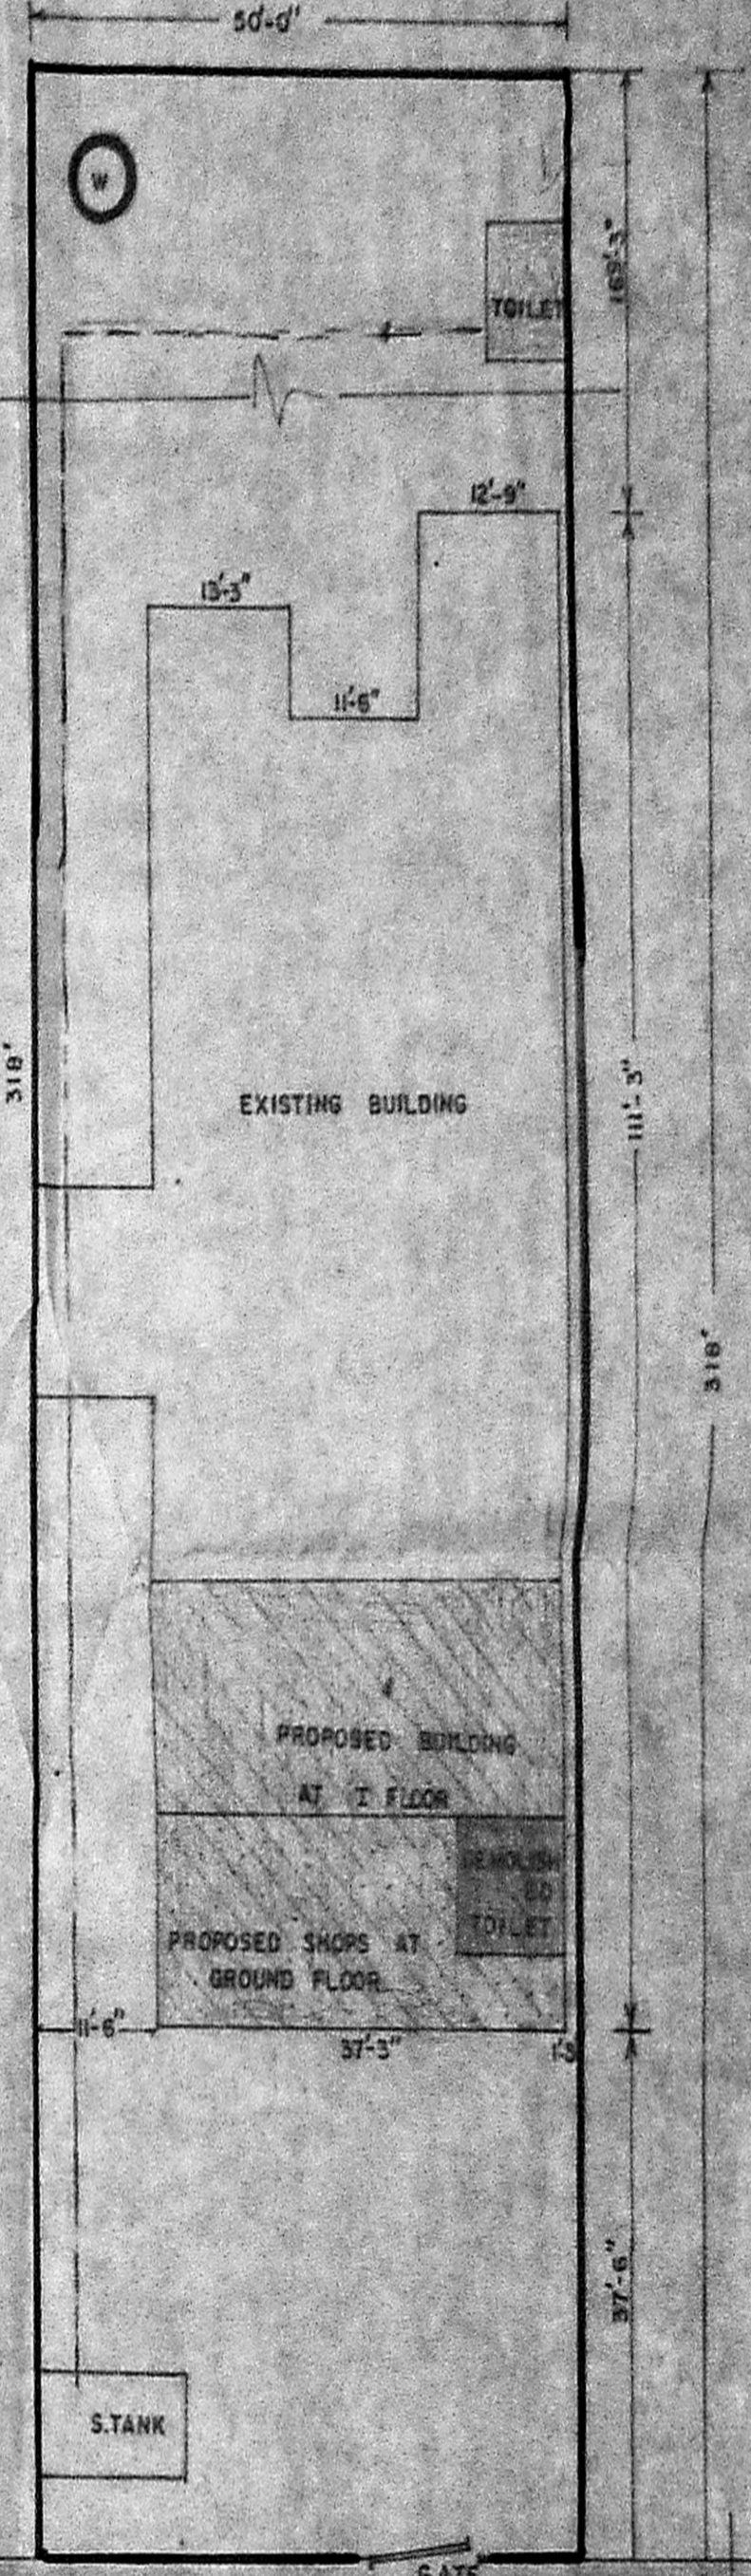 50'-0"
W
TOILET
169'-3"
12'-9"
13'-3"
11'-6"
318'
EXISTING BUILDING
111'-3"
318'
PROPOSED BUILDING
AT I FLOOR
DEMOLISH
ED
TOILET
PROPOSED SHOPS AT
GROUND FLOOR
11'-6"
37'-3"
1'-3
37'-6"
S.TANK
GATE